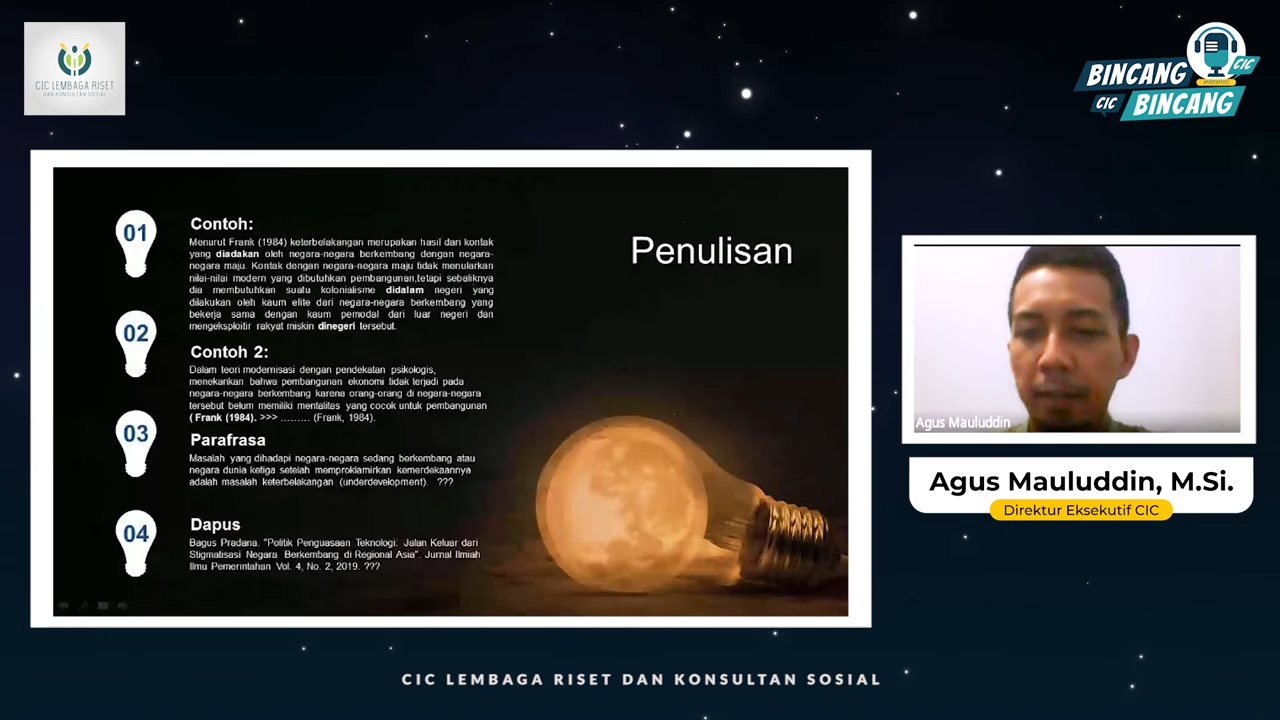 CIC LEMBAGA RISET
DAN KONSULTAN SOSIAL
BINCANG
CIC
BINCANG
CIC
01
Contoh:
Menurut Frank (1984) keterbelakangan merupakan hasil dari kontak
yang diadakan oleh negara-negara berkembang dengan negara-
negara maju. Kontak dengan negara-negara maju tidak menularkan
nilai-nilai modern yang dibutuhkan pembangunan,tetapi sebaliknya
dia membutuhkan suatu kolonialisme didalam negeri yang
dilakukan oleh kaum elite dari negara-negara berkembang yang
bekerja sama dengan kaum pemodal dari luar negeri dan
mengeksploitir rakyat miskin dinegeri tersebut.
02
Contoh 2:
Dalam teori modernisasi dengan pendekatan psikologis,
menekankan bahwa pembangunan ekonomi tidak terjadi pada
negara-negara berkembang karena orang-orang di negara-negara
tersebut belum memiliki mentalitas yang cocok untuk pembangunan
( Frank (1984). >>> ......... (Frank, 1984).
03
Parafrasa
Masalah yang dihadapi negara-negara sedang berkembang atau
negara dunia ketiga setelah memproklamirkan kemerdekaannya
adalah masalah keterbelakangan (underdevelopment). ???
04
Dapus
Bagus Pradana. "Politik Penguasaan Teknologi: Jalan Keluar dari
Stigmatisasi Negara Berkembang di Regional Asia". Jurnal Ilmiah
Ilmu Pemerintahan Vol. 4, No. 2, 2019. ???
Penulisan
Agus Mauluddin
Agus Mauluddin, M.Si.
Direktur Eksekutif CIC
CIC LEMBAGA RISET DAN KONSULTAN SOSIAL